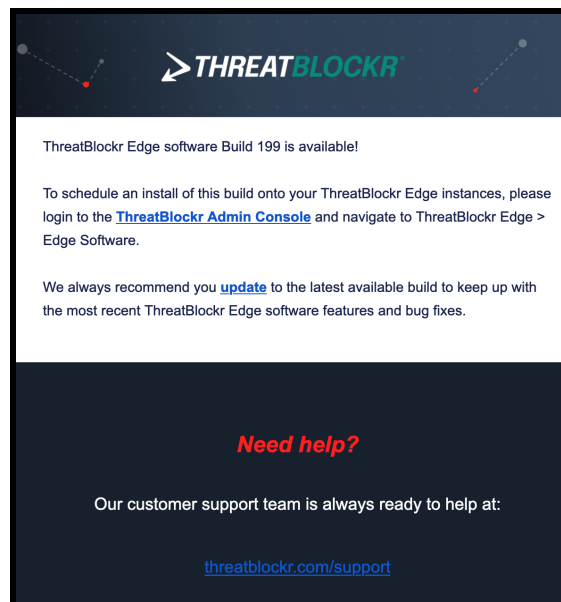 THREATBLOCKR
ThreatBlockr Edge software Build 199 is available!
To schedule an install of this build onto your ThreatBlockr Edge instances, please
login to the ThreatBlockr Admin Console and navigate to ThreatBlockr Edge >
Edge Software.
We always recommend you update to the latest available build to keep up with
the most recent ThreatBlockr Edge software features and bug fixes.
Need help?
Our customer support team is always ready to help at:
threatblockr.com/support